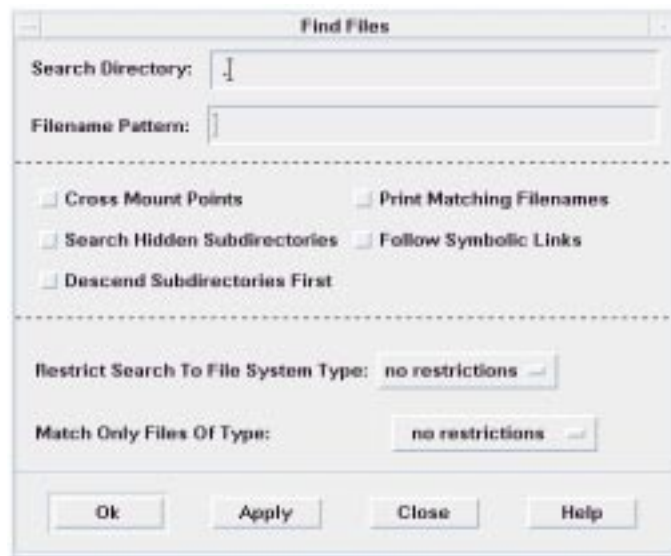 Find Files
Search Directory: .
Filename Pattern:
Cross Mount Points
Print Matching Filenames
Search Hidden Subdirectories
Follow Symbolic Links
Descend Subdirectories First
Restrict Search To File System Type: no restrictions
Match Only Files Of Type: no restrictions
Ok Apply Close Help